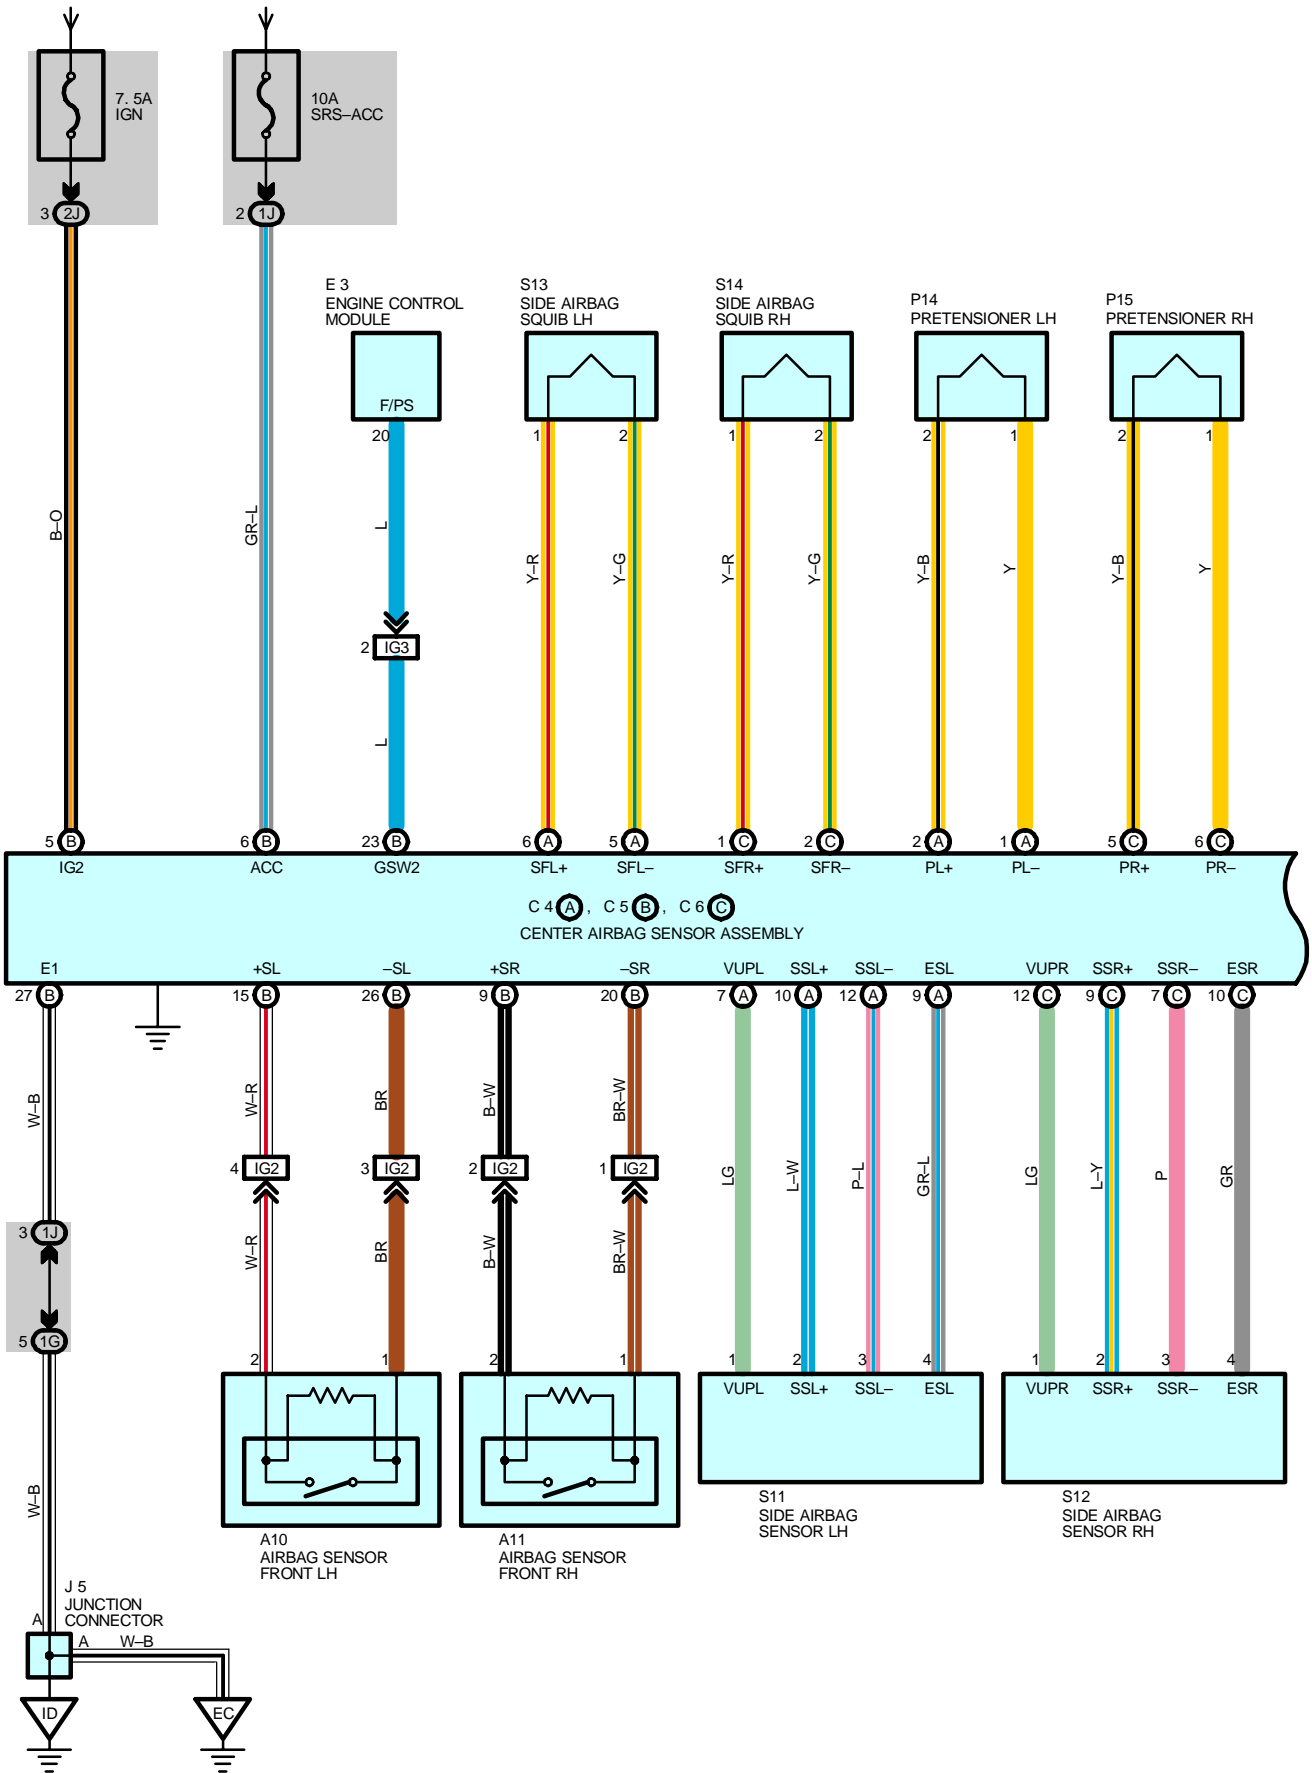 7. 5A
IGN
10A
SRS–ACC
3 2J
2 1J
E 3
ENGINE CONTROL
MODULE
S13
SIDE AIRBAG
SQUIB LH
S14
SIDE AIRBAG
SQUIB RH
P14
PRETENSIONER LH
P15
PRETENSIONER RH
F/PS
20 1 2 1 2 2 1 2 1
B–O GR–L L Y–R Y–G Y–R Y–G Y–B Y Y–B Y
2 IG3
L
5 B 6 B 23 B 6 A 5 A 1 C 2 C 2 A 1 A 5 C 6 C
IG2 ACC GSW2 SFL+ SFL– SFR+ SFR– PL+ PL– PR+ PR–
C 4 A , C 5 B , C 6 C
CENTER AIRBAG SENSOR ASSEMBLY
E1 +SL –SL +SR –SR VUPL SSL+ SSL– ESL VUPR SSR+ SSR– ESR
27 B 15 B 26 B 9 B 20 B 7 A 10 A 12 A 9 A 12 C 9 C 7 C 10 C
W–B W–R BR B–W BR–W
4 IG2 3 IG2 2 IG2 1 IG2
LG L–W P–L GR–L LG L–Y P GR
3 1J
W–R BR B–W BR–W
5 1G
2 1 2 1 1 2 3 4 1 2 3 4
VUPL SSL+ SSL– ESL VUPR SSR+ SSR– ESR
W–B
S11
SIDE AIRBAG
SENSOR LH
S12
SIDE AIRBAG
SENSOR RH
A10
AIRBAG SENSOR
FRONT LH
A11
AIRBAG SENSOR
FRONT RH
J 5
JUNCTION
CONNECTOR
A
A W–B
ID EC